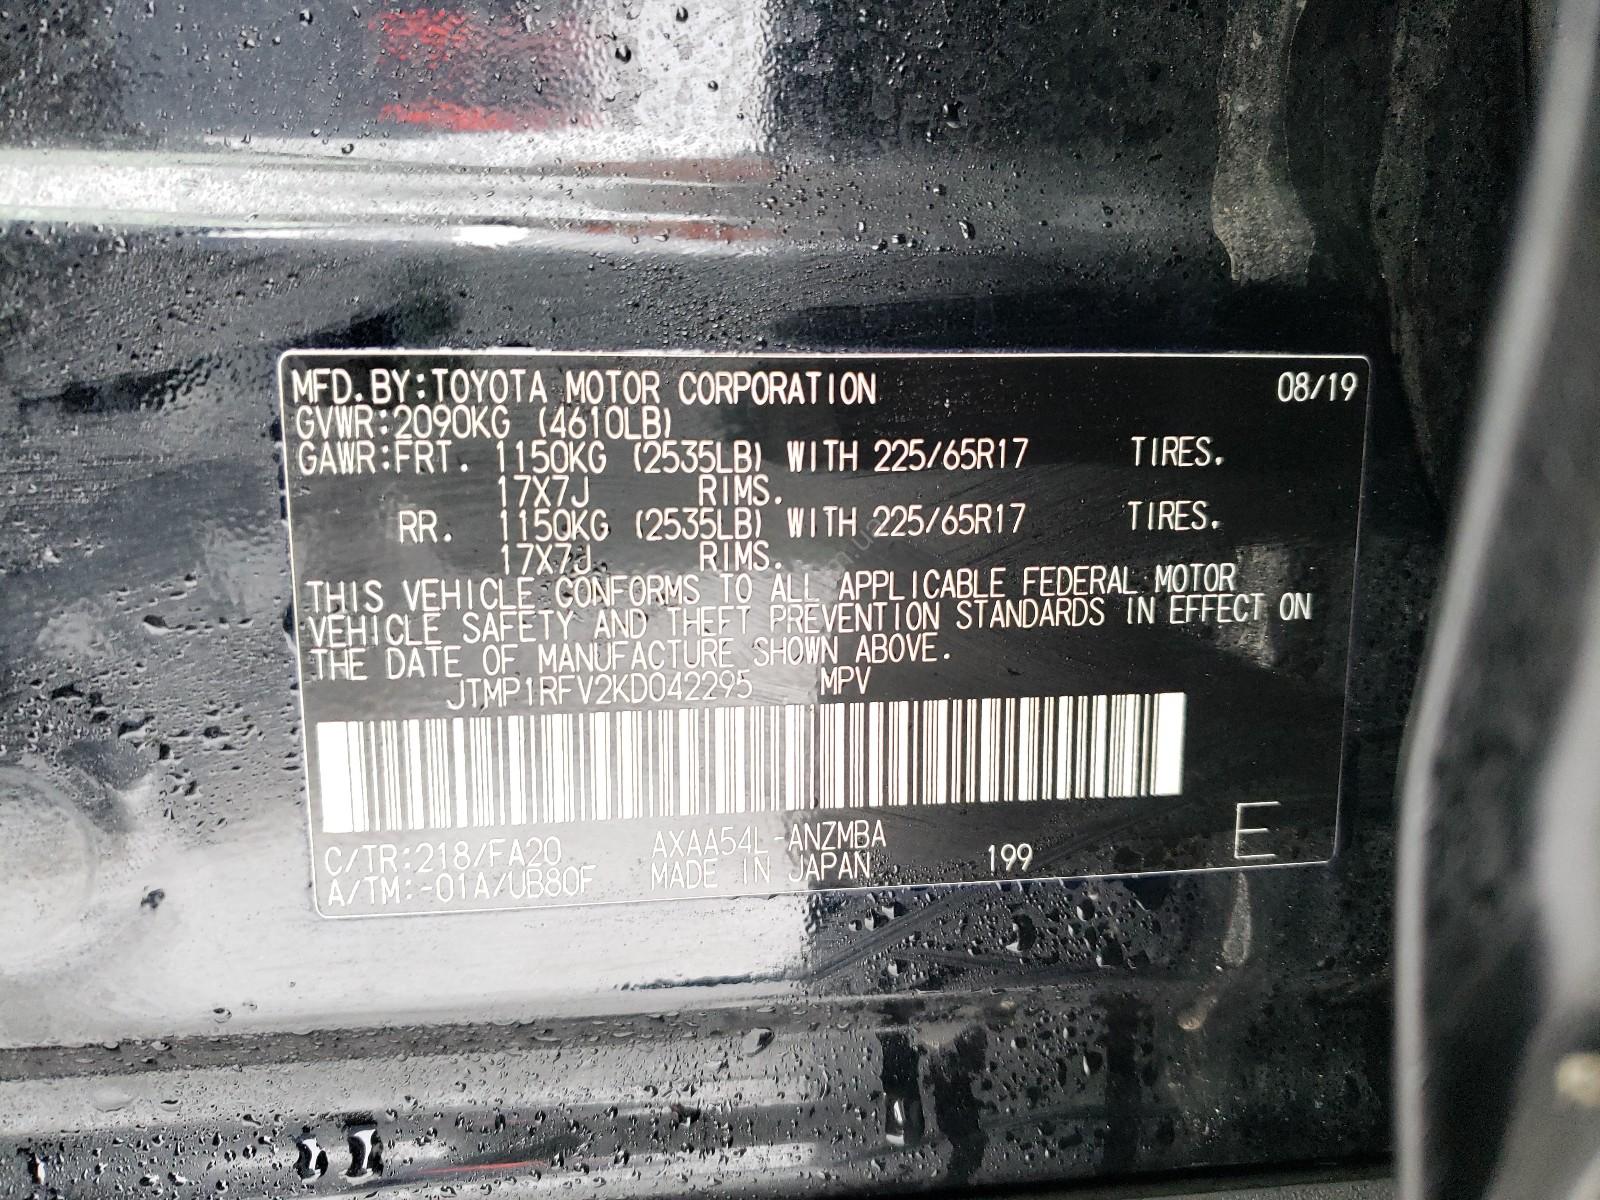 MFD.BY:TOYOTA MOTOR CORPORATION 08/19
GVWR:2090KG (4610LB)
GAWR:FRT. 1150KG (2535LB) WITH 225/65R17 TIRES.
17X7J RIMS.
RR. 1150KG (2535LB) WITH 225/65R17 TIRES.
17X7J RIMS.
THIS VEHICLE CONFORMS TO ALL APPLICABLE FEDERAL MOTOR
VEHICLE SAFETY AND THEFT PREVENTION STANDARDS IN EFFECT ON
THE DATE OF MANUFACTURE SHOWN ABOVE.
JTMP1RFV2KD042295 MPV
C/TR:218/FA20 AXAA54L-ANZMBA
A/TM:-01A/UB80F MADE IN JAPAN 199 E